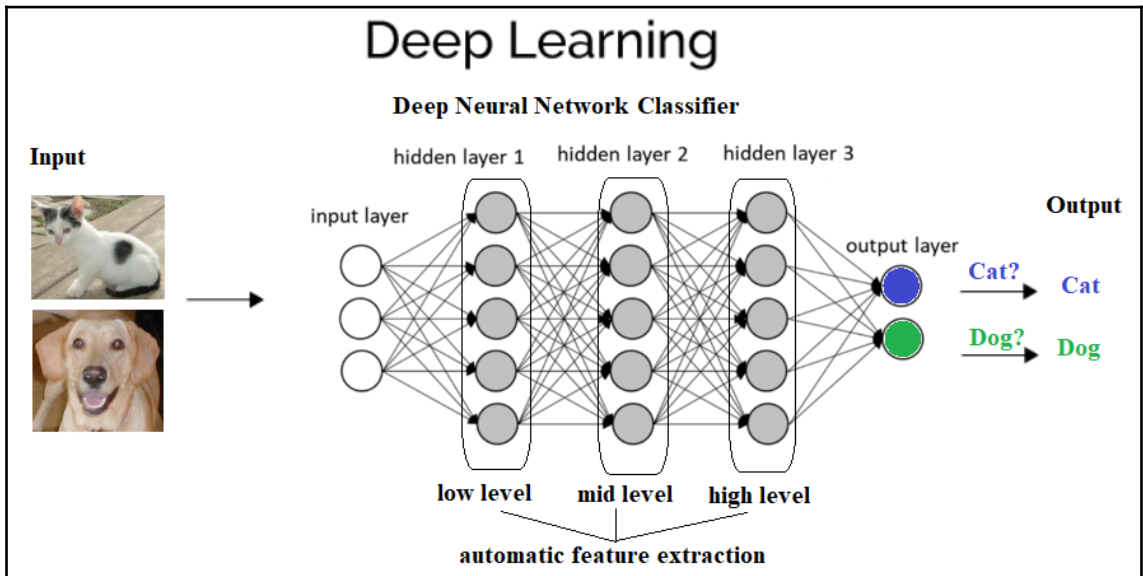 Deep Learning
Deep Neural Network Classifier
Input
hidden layer 1
hidden layer 2
hidden layer 3
input layer
Output
output layer
Cat?
Cat
Dog?
Dog
low level
mid level
high level
automatic feature extraction